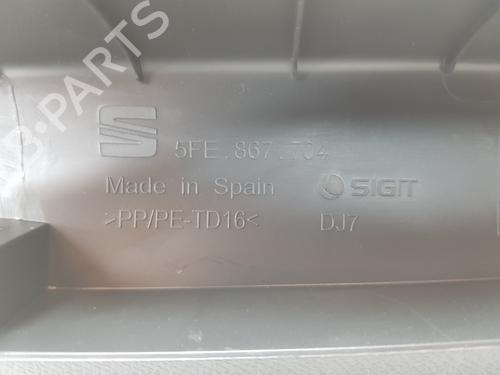 B-PARTS
5FE.867.704
Made in Spain
SIGIT
>PP/PE-TD16<
DJ7